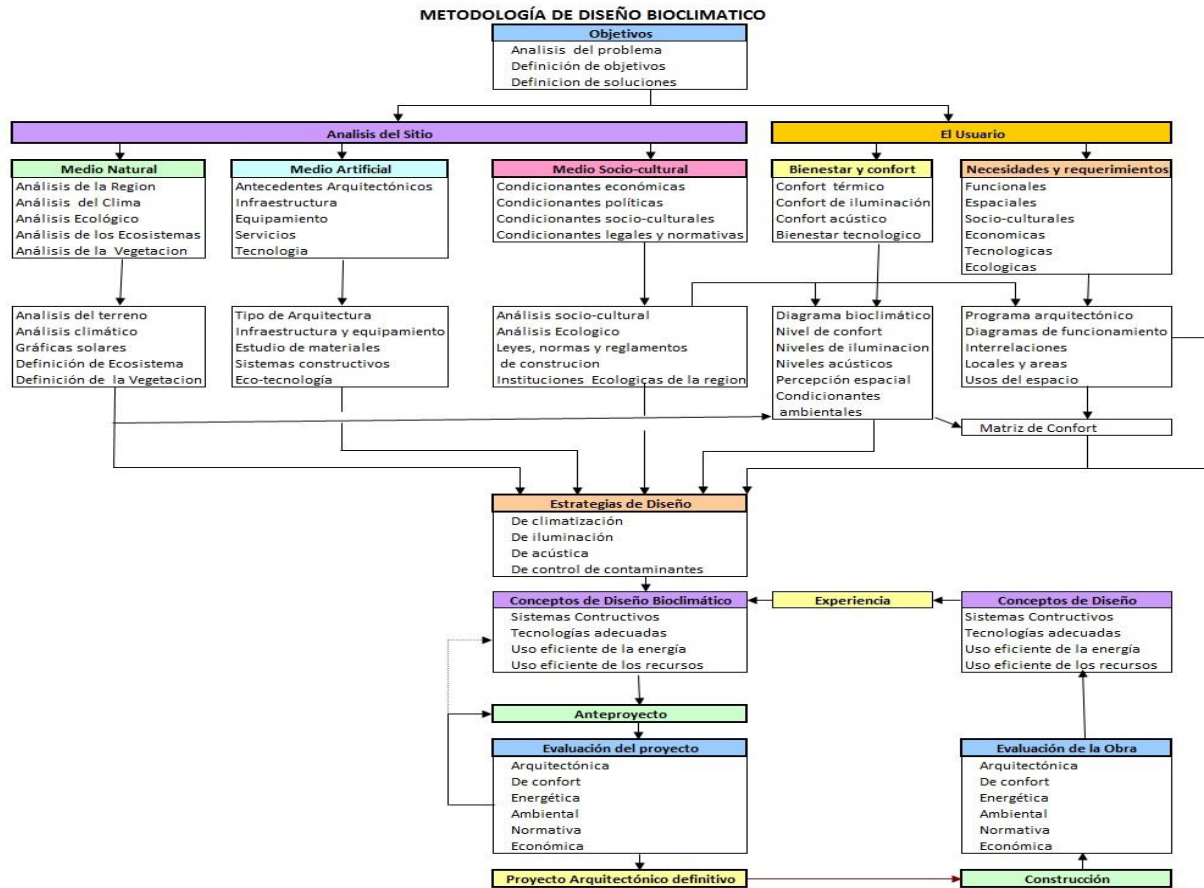 METODOLOGÍA DE DISEÑO BIOCLIMATICO
Objetivos
Analisis del problema
Definición de objetivos
Definicion de soluciones
Analisis del Sitio
El Usuario
Medio Natural
Análisis de la Region
Análisis del Clima
Análisis Ecológico
Análisis de los Ecosistemas
Análisis de la Vegetacion
Medio Artificial
Antecedentes Arquitectónicos
Infraestructura
Equipamiento
Servicios
Tecnologia
Medio Socio-cultural
Condicionantes económicas
Condicionantes políticas
Condicionantes socio-culturales
Condicionantes legales y normativas
Bienestar y confort
Confort térmico
Confort de iluminación
Confort acústico
Bienestar tecnologico
Necesidades y requerimientos
Funcionales
Espaciales
Socio-culturales
Economicas
Tecnologicas
Ecologicas
Analisis del terreno
Análisis climático
Gráficas solares
Definición de Ecosistema
Definición de la Vegetacion
Tipo de Arquitectura
Infraestructura y equipamiento
Estudio de materiales
Sistemas constructivos
Eco-tecnología
Análisis socio-cultural
Análisis Ecologico
Leyes, normas y reglamentos
de construcion
Instituciones Ecologicas de la region
Diagrama bioclimático
Nivel de confort
Niveles de iluminacion
Niveles acústicos
Percepción espacial
Condicionantes
ambientales
Programa arquitectónico
Diagramas de funcionamiento
Interrelaciones
Locales y areas
Usos del espacio
Matriz de Confort
Estrategias de Diseño
De climatización
De iluminación
De acústica
De control de contaminantes
Conceptos de Diseño Bioclimático
Sistemas Contructivos
Tecnologías adecuadas
Uso eficiente de la energía
Uso eficiente de los recursos
Experiencia
Conceptos de Diseño
Sistemas Contructivos
Tecnologías adecuadas
Uso eficiente de la energía
Uso eficiente de los recursos
Anteproyecto
Evaluación del proyecto
Arquitectónica
De confort
Energética
Ambiental
Normativa
Económica
Evaluación de la Obra
Arquitectónica
De confort
Energética
Ambiental
Normativa
Económica
Proyecto Arquitectónico definitivo
Construcción